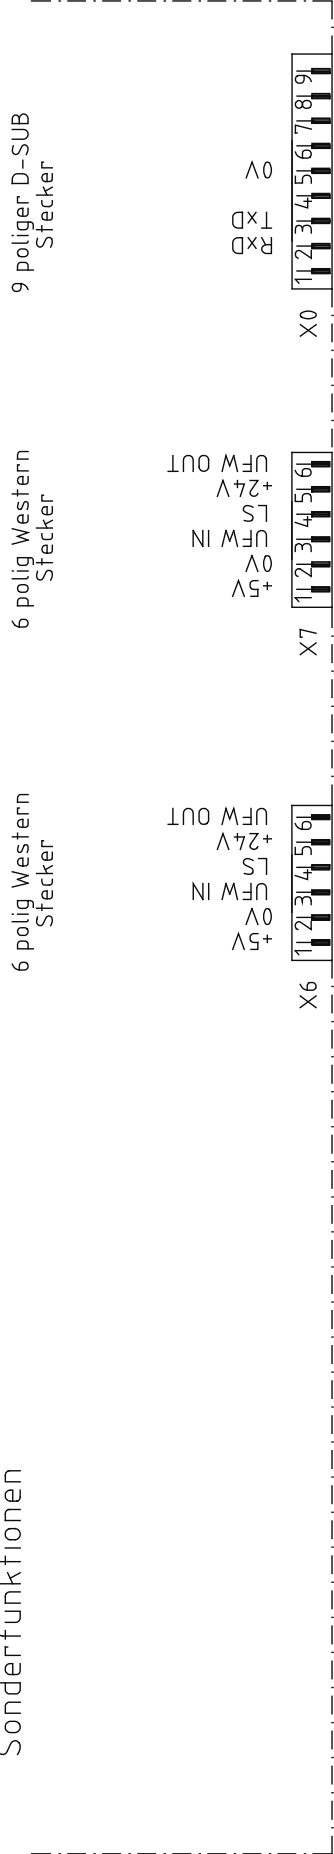 Sonderfunktionen
6 polig Western
Stecker
+5V
0V
UFW IN
LS
+24V
UFW OUT
1 2 3 4 5 6
X6
6 polig Western
Stecker
+5V
0V
UFW IN
LS
+24V
UFW OUT
1 2 3 4 5 6
X7
9 poliger D-SUB
Stecker
RxD
TxD
0V
1 2 3 4 5 6 7 8 9
X0